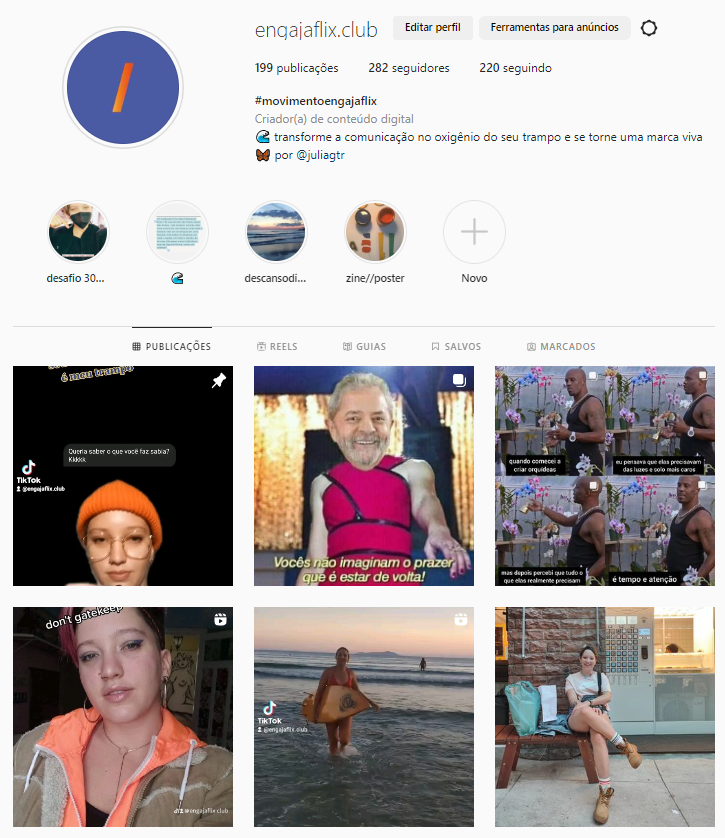 engajaflix.club Editar perfil Ferramentas para anúncios
199 publicações 282 seguidores 220 seguindo
#movimentoengajaflix
Criador(a) de conteúdo digital
🌊 transforme a comunicação no oxigênio do seu trampo e se torne uma marca viva
🦋 por @juliagtr
desafio 30... 🌊 descansodi... zine//poster Novo
PUBLICAÇÕES REELS GUIAS SALVOS MARCADOS
é meu trampo
Queria saber o que você faz sabia?
Kkkkk
TikTok
@engajaflix.club
Vocês não imaginam o prazer
que é estar de volta!
quando comecei a
criar orquídeas
eu pensava que elas precisavam
das luzes e solo mais caros
mas depois percebi que tudo o
que elas realmente precisam
é tempo e atenção
don't gatekeep
@engajaflix.club
TikTok
@engajaflix.club